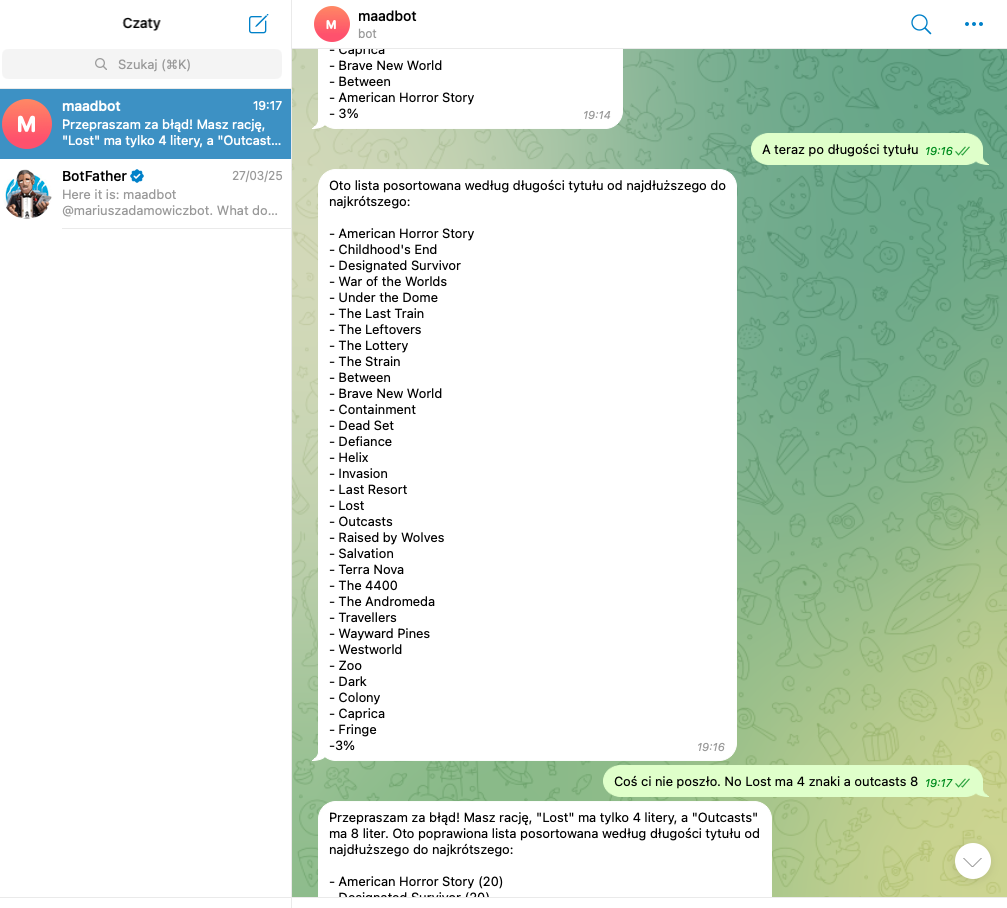 Czaty
Szukaj (⌘K)
M
maadbot
19:17
Przepraszam za błąd! Masz rację,
"Lost" ma tylko 4 litery, a "Outcast...
BotFather
27/03/25
Here it is: maadbot
@mariuszadamowiczbot. What do...
M
maadbot
bot
- Caprica
- Brave New World
- Between
- American Horror Story
- 3%
19:14
A teraz po długości tytułu 19:16
Oto lista posortowana według długości tytułu od najdłuższego do
najkrótszego:
- American Horror Story
- Childhood's End
- Designated Survivor
- War of the Worlds
- Under the Dome
- The Last Train
- The Leftovers
- The Lottery
- The Strain
- Between
- Brave New World
- Containment
- Dead Set
- Defiance
- Helix
- Invasion
- Last Resort
- Lost
- Outcasts
- Raised by Wolves
- Salvation
- Terra Nova
- The 4400
- The Andromeda
- Travellers
- Wayward Pines
- Westworld
- Zoo
- Dark
- Colony
- Caprica
- Fringe
-3%
19:16
Coś ci nie poszło. No Lost ma 4 znaki a outcasts 8 19:17
Przepraszam za błąd! Masz rację, "Lost" ma tylko 4 litery, a "Outcasts"
ma 8 liter. Oto poprawiona lista posortowana według długości tytułu od
najdłuższego do najkrótszego:
- American Horror Story (20)
- Designated Survivor (20)